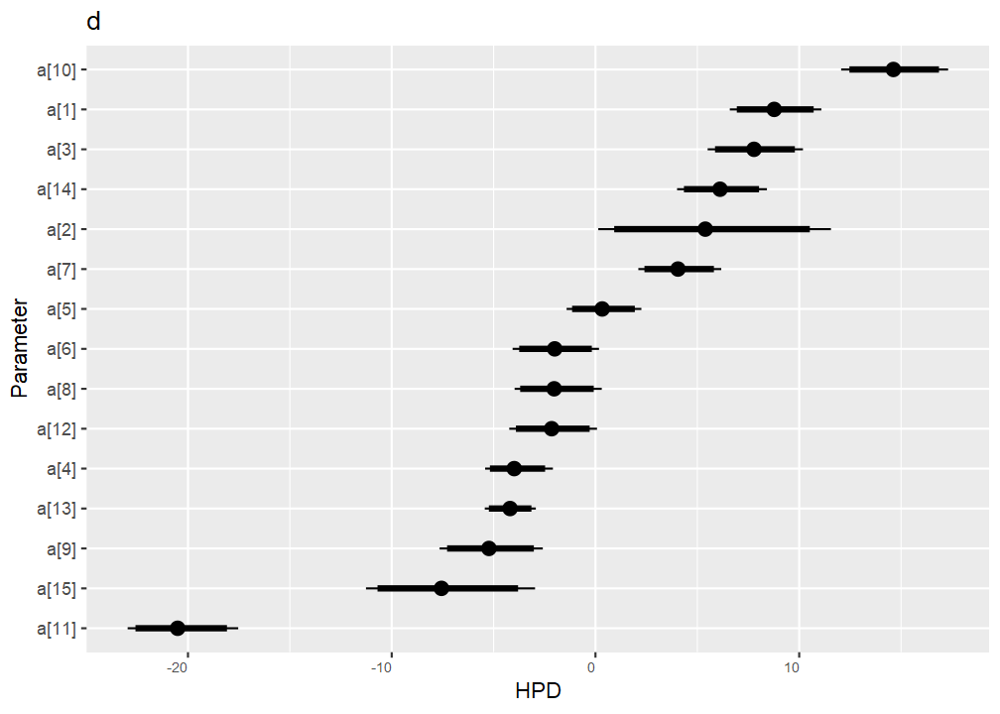 d
a[10]
a[1]
a[3]
a[14]
a[2]
a[7]
a[5]
a[6]
a[8]
a[12]
a[4]
a[13]
a[9]
a[15]
a[11]
Parameter
-20 -10 0 10
HPD